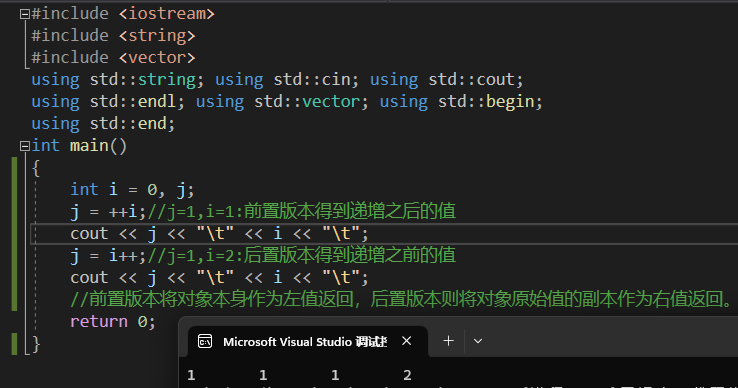 #include <iostream>
#include <string>
#include <vector>
using std::string; using std::cin; using std::cout;
using std::endl; using std::vector; using std::begin;
using std::end;
int main()
{
int i = 0, j;
j = ++i;//j=1,i=1:前置版本得到递增之后的值
cout << j << "\t" << i << "\t";
j = i++;//j=1,i=2:后置版本得到递增之前的值
cout << j << "\t" << i << "\t";
//前置版本将对象本身作为左值返回，后置版本则将对象原始值的副本作为右值返回。
return 0;
}
Microsoft Visual Studio 调试
1 1 1 2